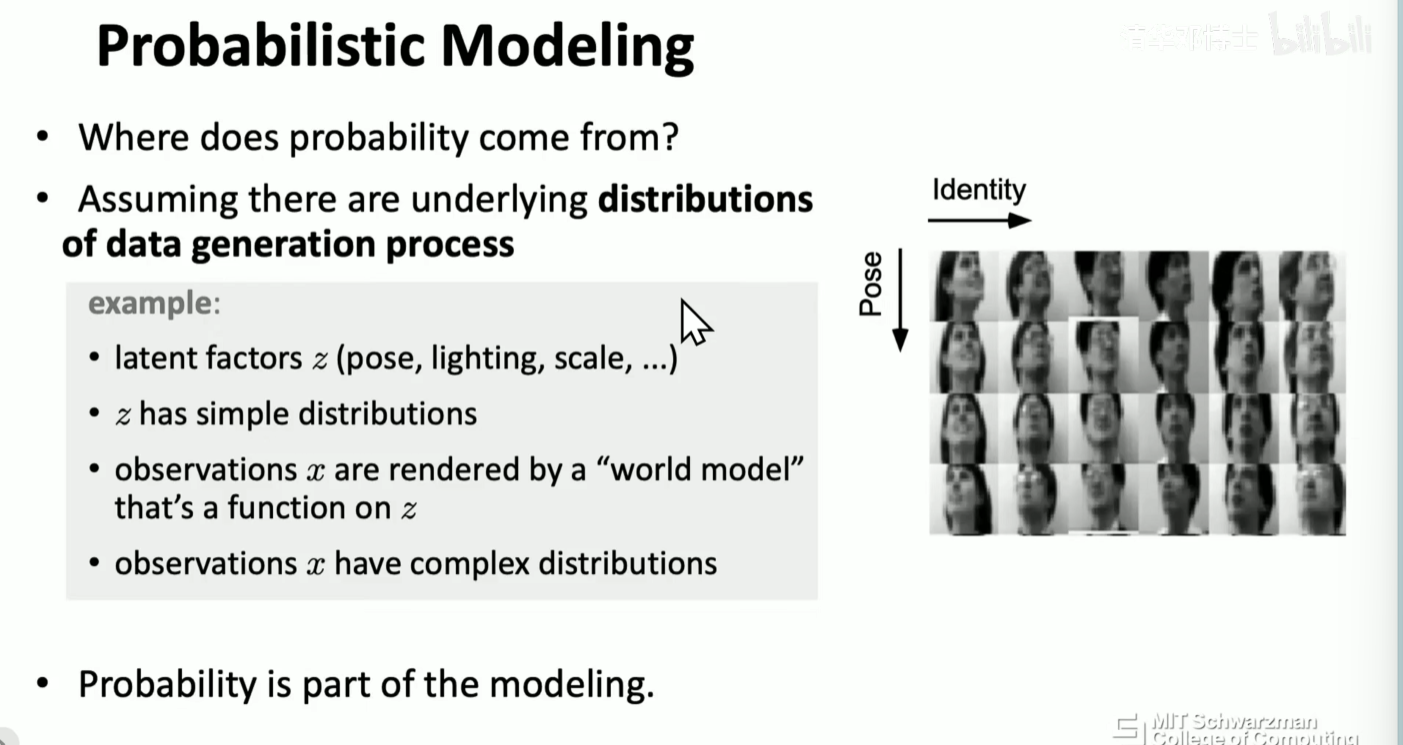 Probabilistic Modeling
bilibili
• Where does probability come from?
• Assuming there are underlying distributions
of data generation process
example:
• latent factors z (pose, lighting, scale, ...)
• z has simple distributions
• observations x are rendered by a “world model”
that’s a function on z
• observations x have complex distributions
• Probability is part of the modeling.
Identity
Pose
MIT Schwarzman
College of Computing